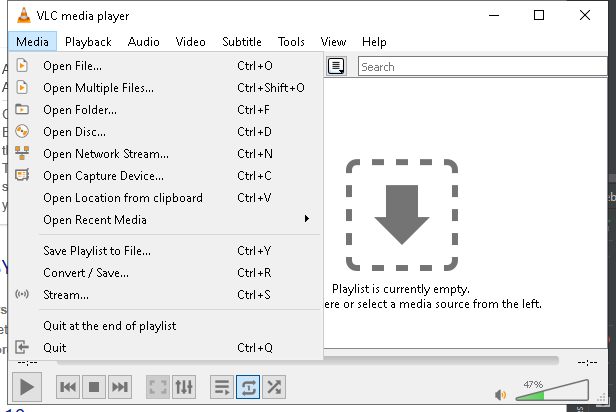 VLC media player
Media Playback Audio Video Subtitle Tools View Help
Open File... Ctrl+O
Search
Open Multiple Files... Ctrl+Shift+O
Open Folder... Ctrl+F
Open Disc... Ctrl+D
Open Network Stream... Ctrl+N
Open Capture Device... Ctrl+C
Open Location from clipboard Ctrl+V
Open Recent Media
Save Playlist to File... Ctrl+Y
Convert / Save... Ctrl+R
Stream... Ctrl+S
Playlist is currently empty.
ere or select a media source from the left.
Quit at the end of playlist
Quit Ctrl+Q
--:-- --:--
47%